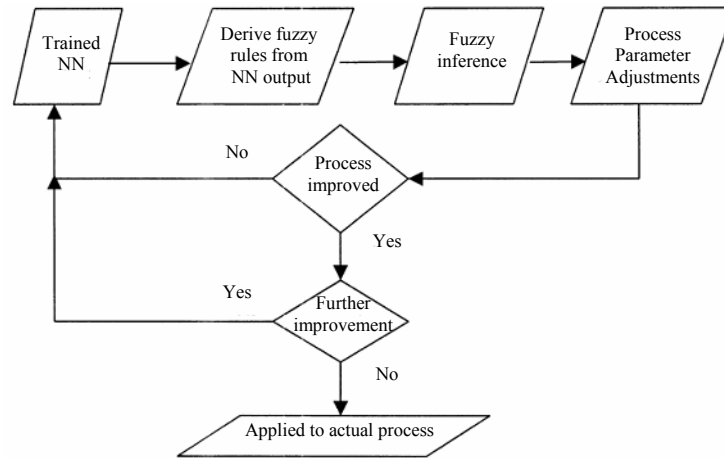 Trained
NN
Derive fuzzy
rules from
NN output
Fuzzy
inference
Process
Parameter
Adjustments
No
Process
improved
Yes
Yes
Further
improvement
No
Applied to actual process